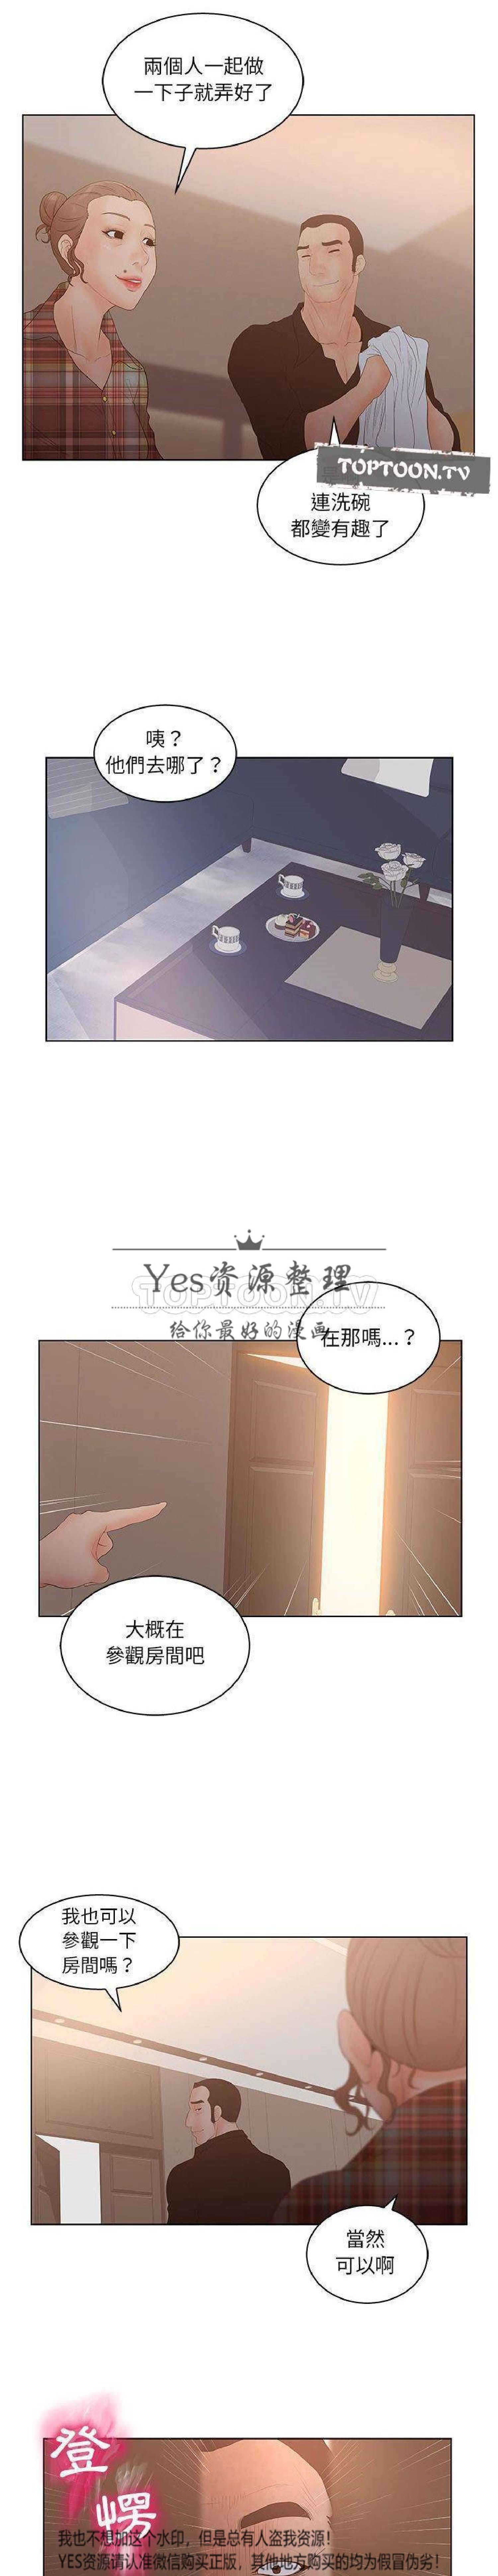 兩個人一起做
一下子就弄好了
TOPTOON.TV
連洗碗
都變有趣了
咦？
他們去哪了？
Yes资源整理
TOPTOON.TV
给你最好的漫画
在那嗎...？
大概在
參觀房間吧
我也可以
參觀一下
房間嗎？
當然
可以啊
登
愣
我也不想加这个水印，但是总有人盗我资源！
YES资源请认准微信购买正版，其他地方购买的均为假冒伪劣！